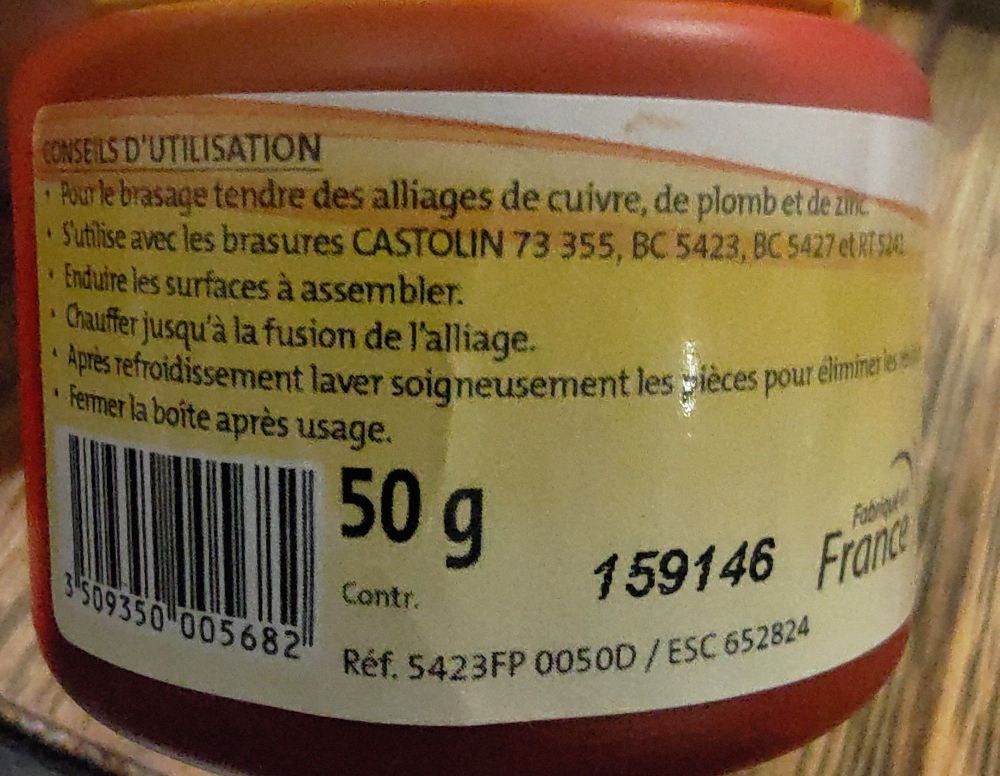 CONSEILS D'UTILISATION
• Pour le brasage tendre des alliages de cuivre, de plomb et de zinc.
• S'utilise avec les brasures CASTOLIN 73 355, BC 5423, BC 5427 et RT 5242.
• Enduire les surfaces à assembler.
• Chauffer jusqu'à la fusion de l'alliage.
• Après refroidissement laver soigneusement les pièces pour éliminer les
• Fermer la boîte après usage.
50 g
Contr.
159146
Fabriqué en
France
3 509350 005682
Réf. 5423FP 0050D / ESC 652824